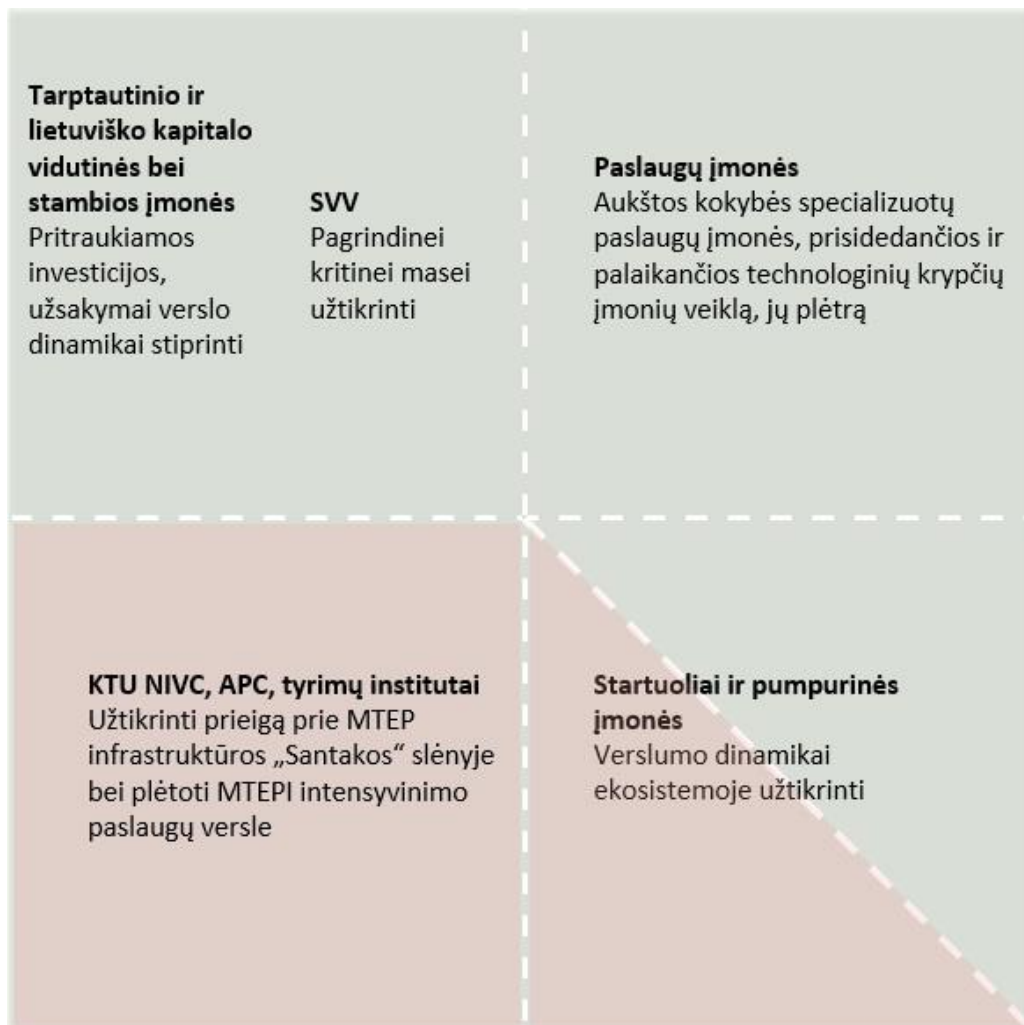 Tarptautinio ir
lietuviško kapitalo
vidutinės bei
stambios įmonės
Pritraukiamos
investicijos,
užsakymai verslo
dinamikai stiprinti
SVV
Pagrindinei
kritinei masei
užtikrinti
Paslaugų įmonės
Aukštos kokybės specializuotų
paslaugų įmonės, prisidedančios ir
palaikančios technologinių krypčių
įmonių veiklą, jų plėtrą
KTU NIVC, APC, tyrimų institutai
Užtikrinti prieigą prie MTEP
infrastruktūros „Santakos“ slėnyje
bei plėtoti MTEPI intensyvinimo
paslaugų versle
Startuoliai ir pumpurinės
įmonės
Verslumo dinamikai
ekosistemoje užtikrinti